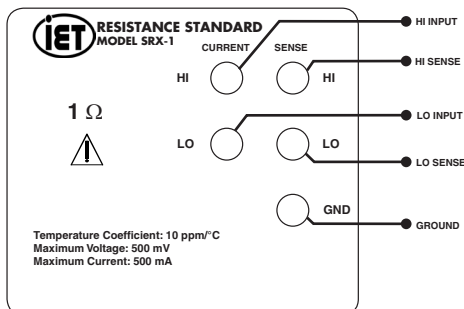 IET
RESISTANCE STANDARD
MODEL SRX-1
CURRENT SENSE
HI HI
1 Ω
LO LO
GND
Temperature Coefficient: 10 ppm/°C
Maximum Voltage: 500 mV
Maximum Current: 500 mA
HI INPUT
HI SENSE
LO INPUT
LO SENSE
GROUND